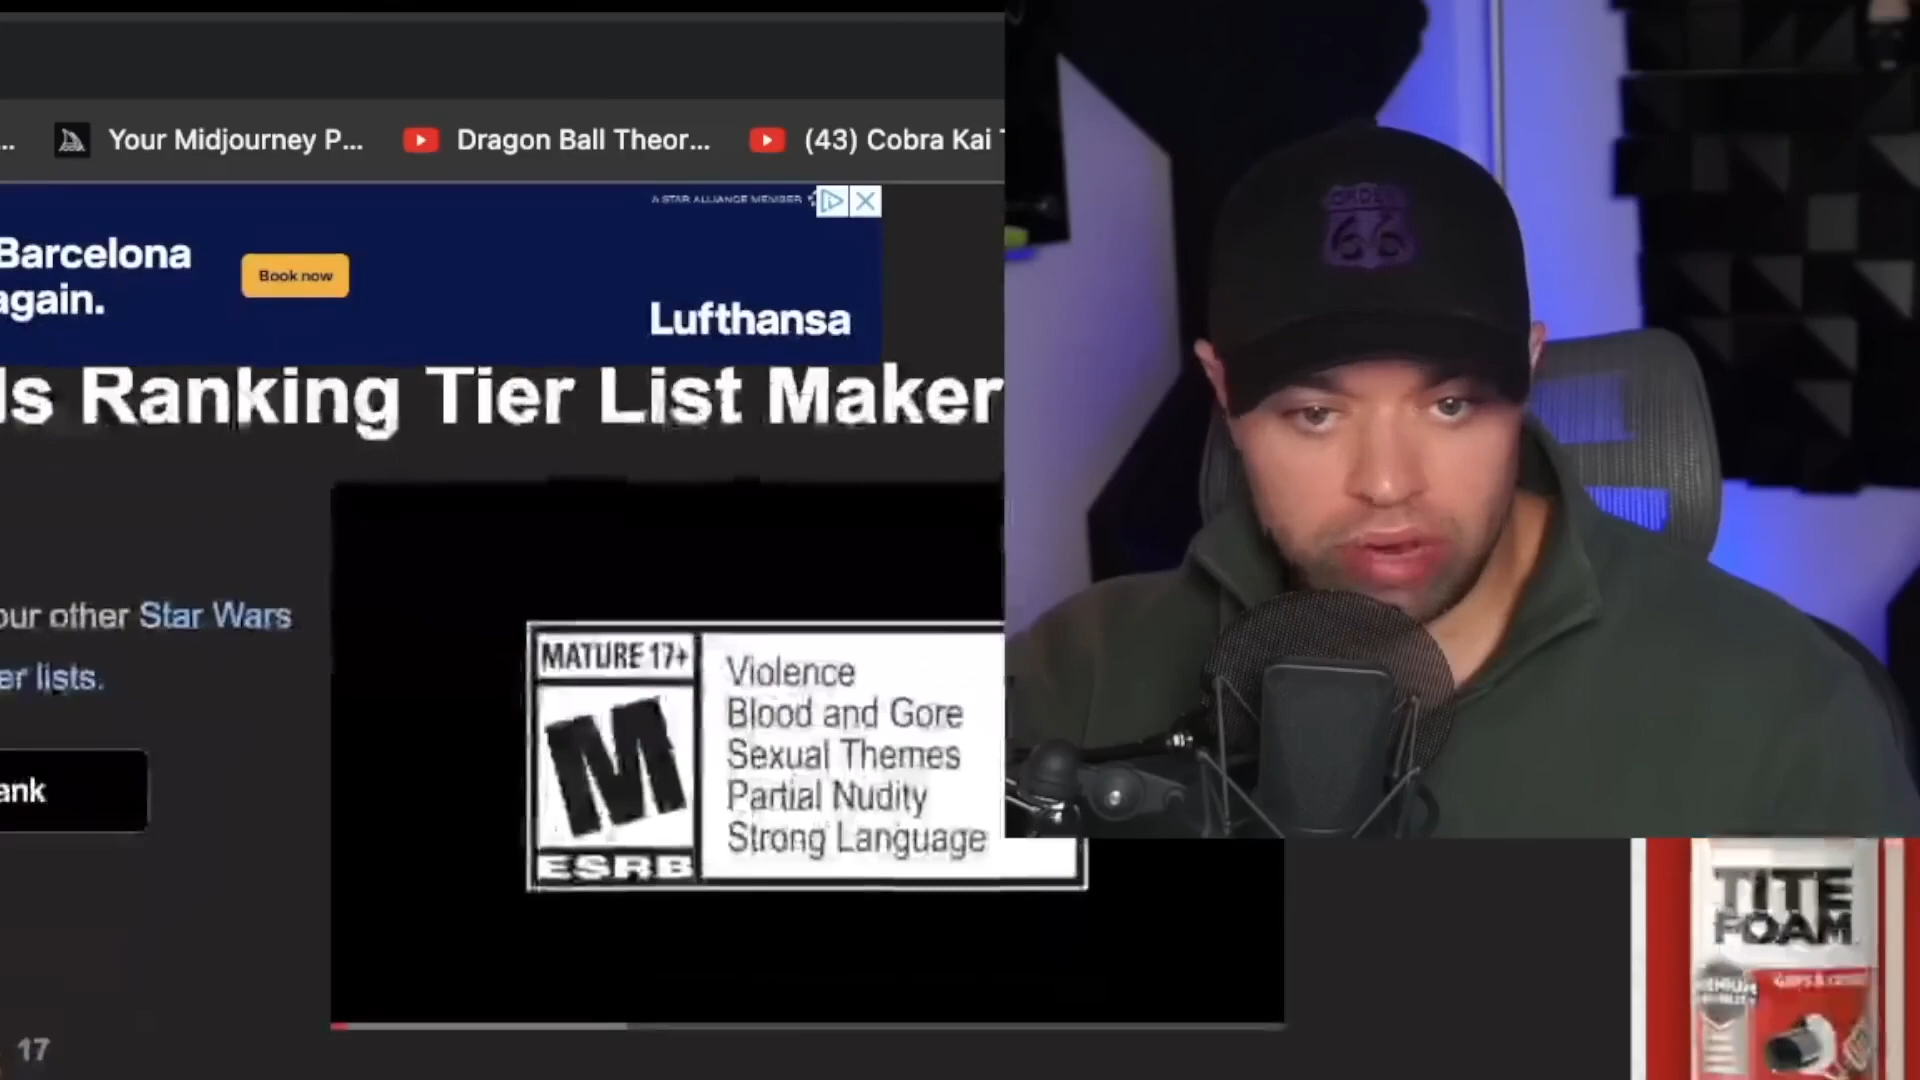 ...
Your Midjourney P...
Dragon Ball Theor...
(43) Cobra Kai
A STAR ALLIANCE MEMBER
Barcelona
again.
Book now
Lufthansa
ls Ranking Tier List Maker
our other Star Wars
er lists.
ank
17
MATURE 17+
M
ESRB
Violence
Blood and Gore
Sexual Themes
Partial Nudity
Strong Language
ORDER
66
TITE
FOAM